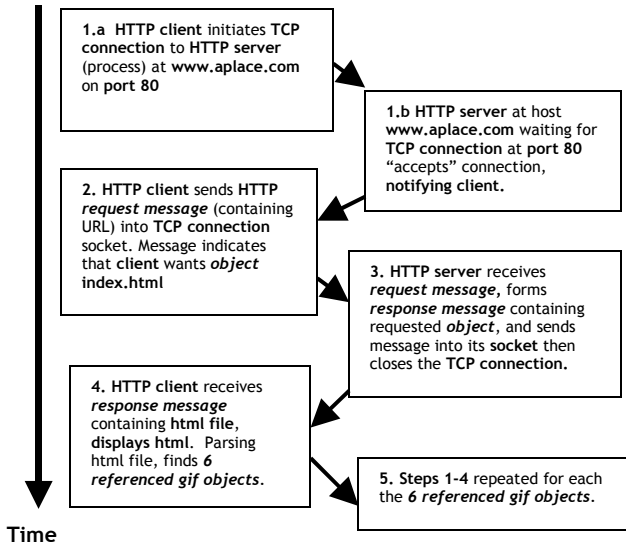 1.a HTTP client initiates TCP
connection to HTTP server
(process) at www.aplace.com
on port 80
1.b HTTP server at host
www.aplace.com waiting for
TCP connection at port 80
“accepts” connection,
notifying client.
2. HTTP client sends HTTP
request message (containing
URL) into TCP connection
socket. Message indicates
that client wants object
index.html
3. HTTP server receives
request message, forms
response message containing
requested object, and sends
message into its socket then
closes the TCP connection.
4. HTTP client receives
response message
containing html file,
displays html. Parsing
html file, finds 6
referenced gif objects.
5. Steps 1-4 repeated for each
the 6 referenced gif objects.
Time